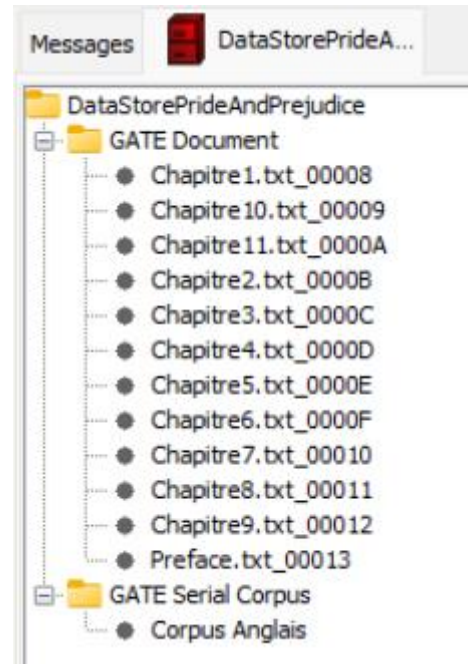 Messages DataStorePrideA...
DataStorePrideAndPrejudice
GATE Document
Chapitre1.txt_00008
Chapitre10.txt_00009
Chapitre11.txt_0000A
Chapitre2.txt_0000B
Chapitre3.txt_0000C
Chapitre4.txt_0000D
Chapitre5.txt_0000E
Chapitre6.txt_0000F
Chapitre7.txt_00010
Chapitre8.txt_00011
Chapitre9.txt_00012
Preface.txt_00013
GATE Serial Corpus
Corpus Anglais